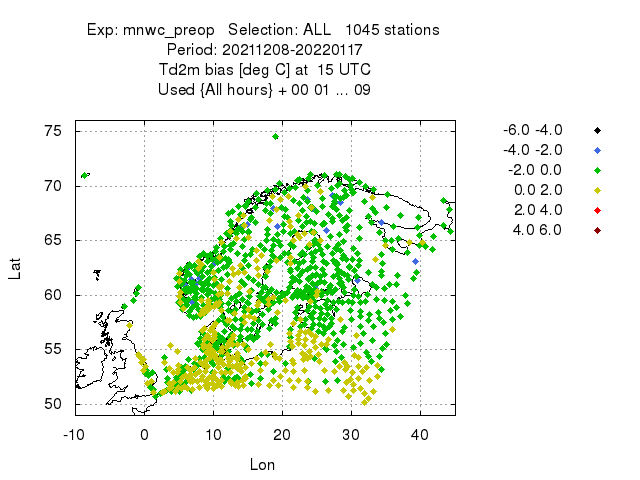 Exp: mnwc_preop   Selection: ALL   1045 stations
Period: 20211208-20220117
Td2m bias [deg C] at  15 UTC
Used {All hours} + 00 01 ... 09
-6.0 -4.0
-4.0 -2.0
-2.0 0.0
0.0 2.0
2.0 4.0
4.0 6.0
75
70
65
60
55
50
Lat
-10 0 10 20 30 40
Lon